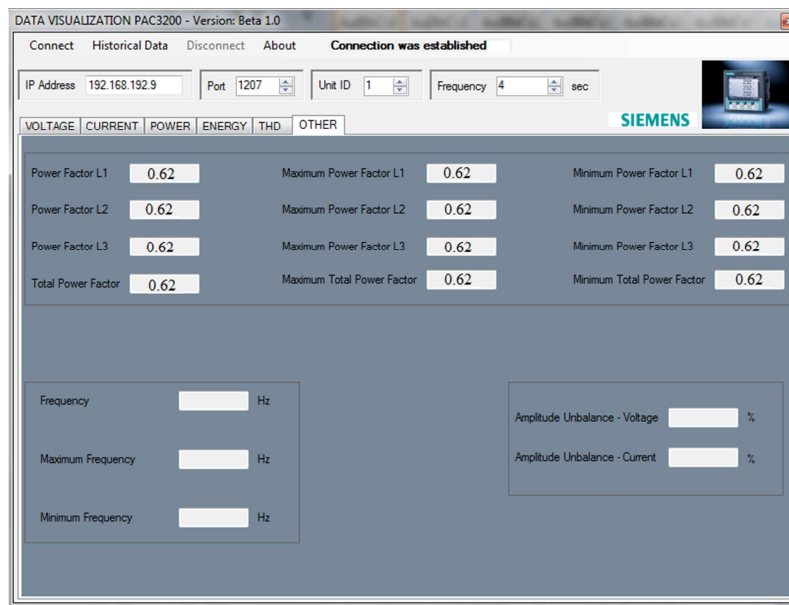 DATA VISUALIZATION PAC3200 - Version: Beta 1.0
Connect Historical Data Disconnect About Connection was established
IP Address 192.168.192.9 Port 1207 Unit ID 1 Frequency 4 sec
SIEMENS
VOLTAGE CURRENT POWER ENERGY THD OTHER
Power Factor L1 0.62 Maximum Power Factor L1 0.62 Minimum Power Factor L1 0.62
Power Factor L2 0.62 Maximum Power Factor L2 0.62 Minimum Power Factor L2 0.62
Power Factor L3 0.62 Maximum Power Factor L3 0.62 Minimum Power Factor L3 0.62
Total Power Factor 0.62 Maximum Total Power Factor 0.62 Minimum Total Power Factor 0.62
Frequency Hz
Amplitude Unbalance - Voltage %
Maximum Frequency Hz
Amplitude Unbalance - Current %
Minimum Frequency Hz